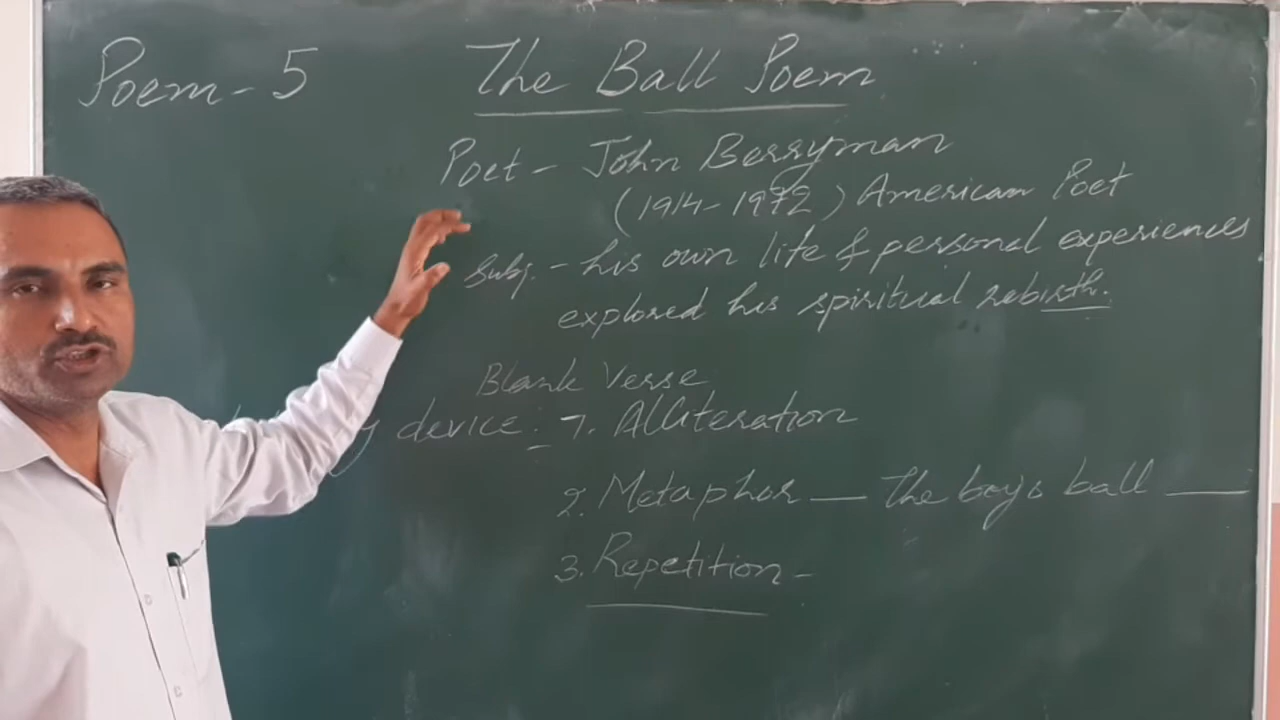 Poem-5
The Ball Poem
Poet - John Berryman
(1914-1972) American Poet
Subj. - his own life & personal experiences
explored his spiritual rebirth.
Blank Verse
device: 1. Alliteration
2. Metaphor — the boy's ball —
3. Repetition -